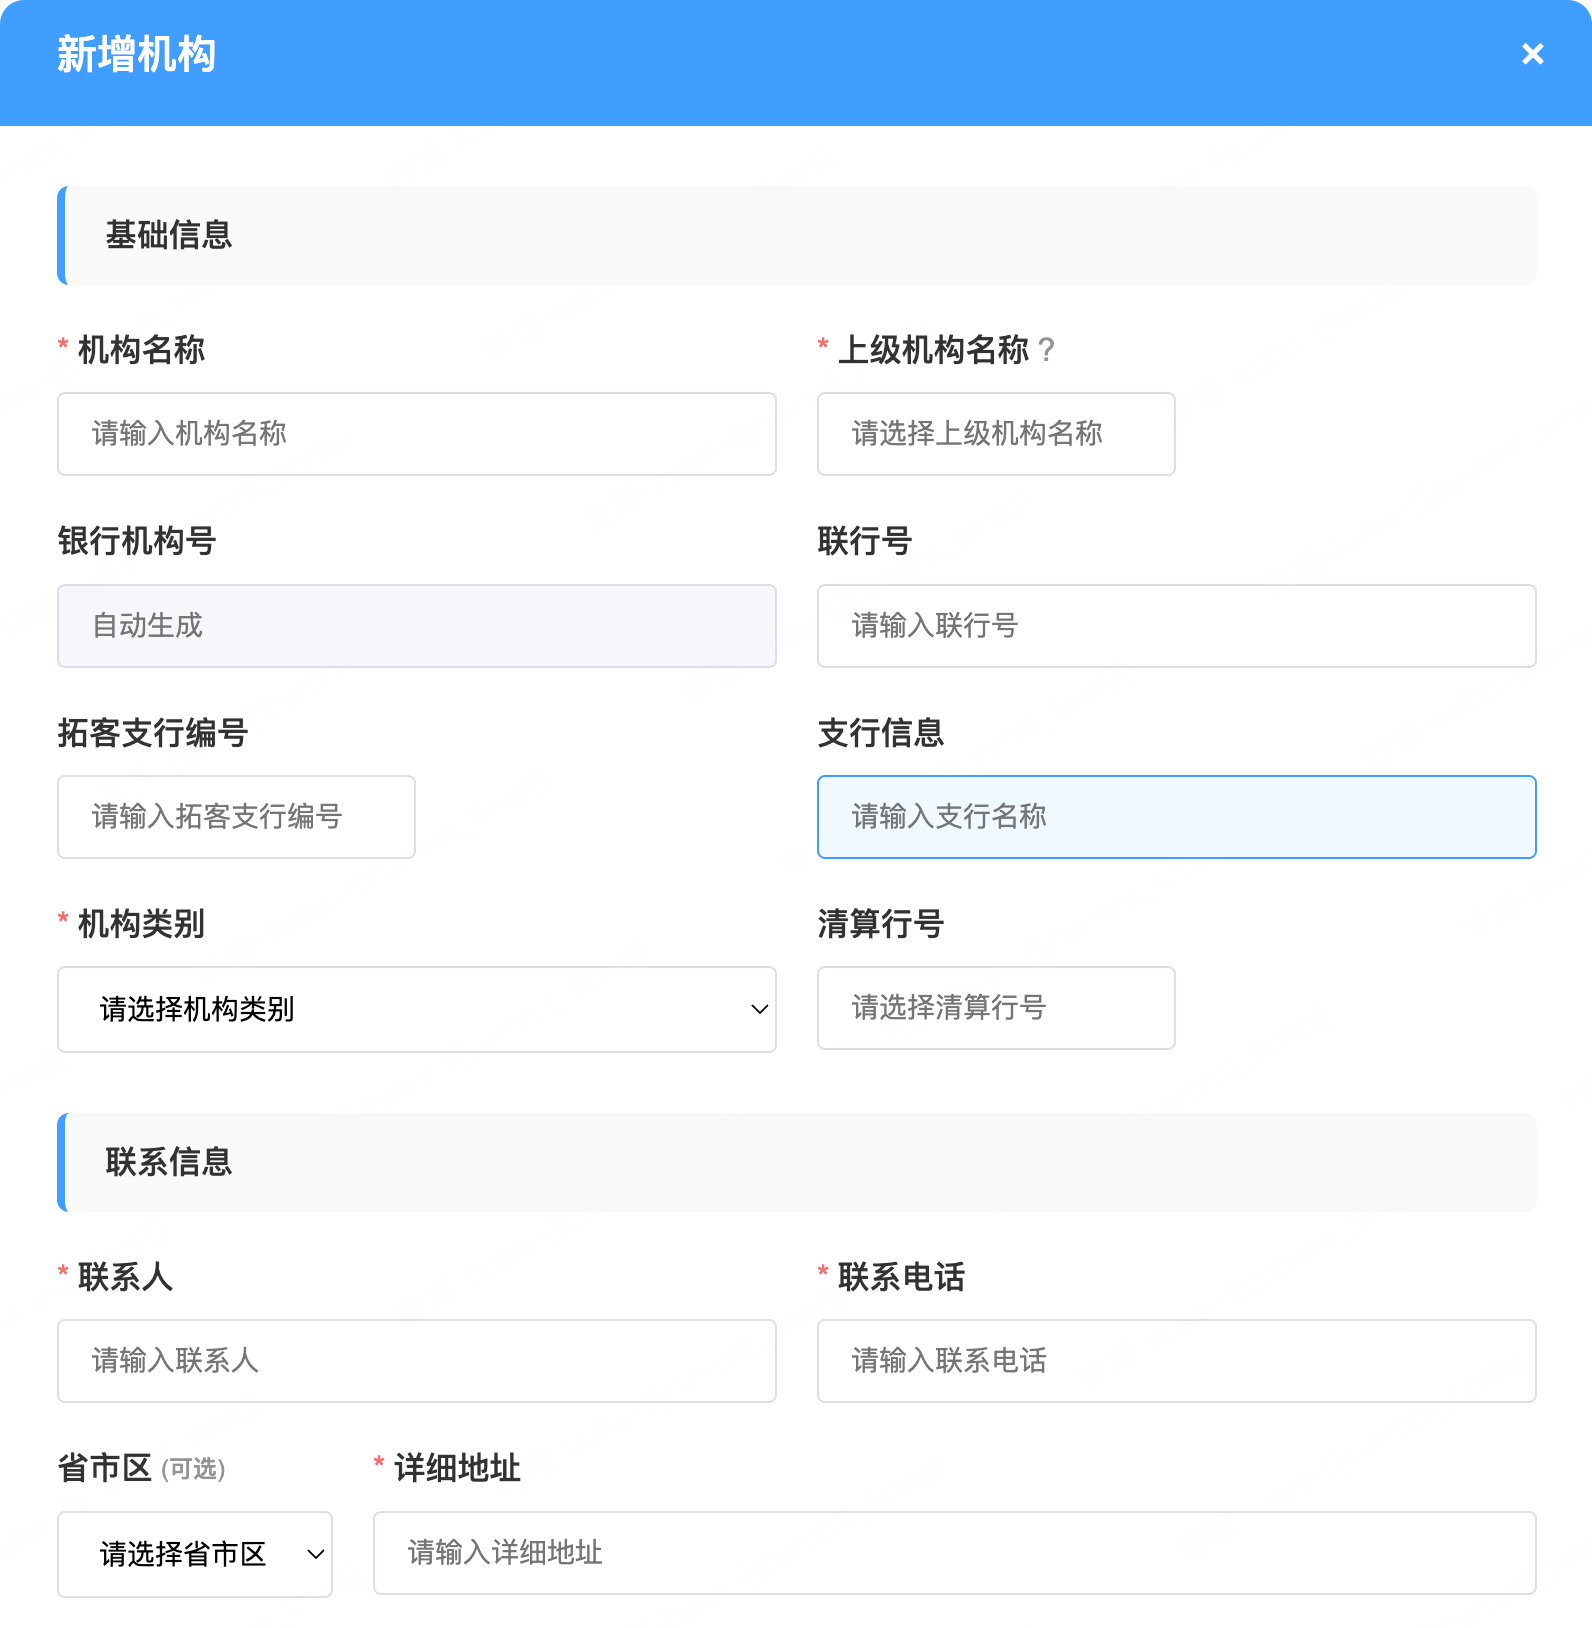 新增机构
×
基础信息
* 机构名称
* 上级机构名称 ?
请输入机构名称
请选择上级机构名称
银行机构号
联行号
自动生成
请输入联行号
拓客支行编号
支行信息
请输入拓客支行编号
请输入支行名称
* 机构类别
清算行号
请选择机构类别
请选择清算行号
联系信息
* 联系人
* 联系电话
请输入联系人
请输入联系电话
省市区 (可选)
* 详细地址
请选择省市区
请输入详细地址